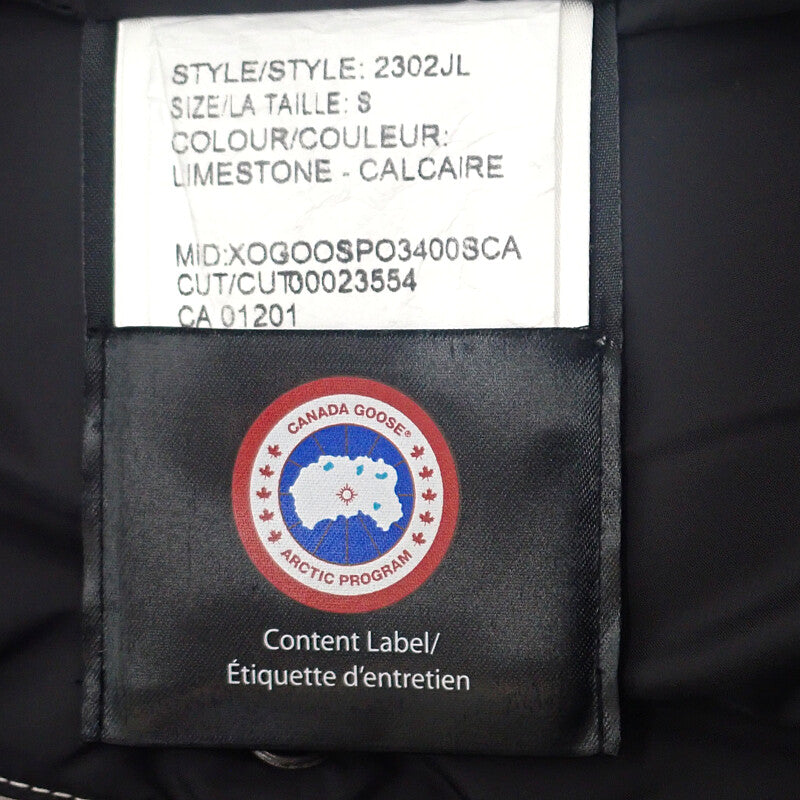 STYLE/STYLE: 2302JL
SIZE/LA TAILLE: S
COLOUR/COULEUR:
LIMESTONE - CALCAIRE
MID:XOGOOSPO3400SCA
CUT/CUT00023554
CA 01201
CANADA GOOSE®
ARCTIC PROGRAM
Content Label/
Étiquette d'entretien